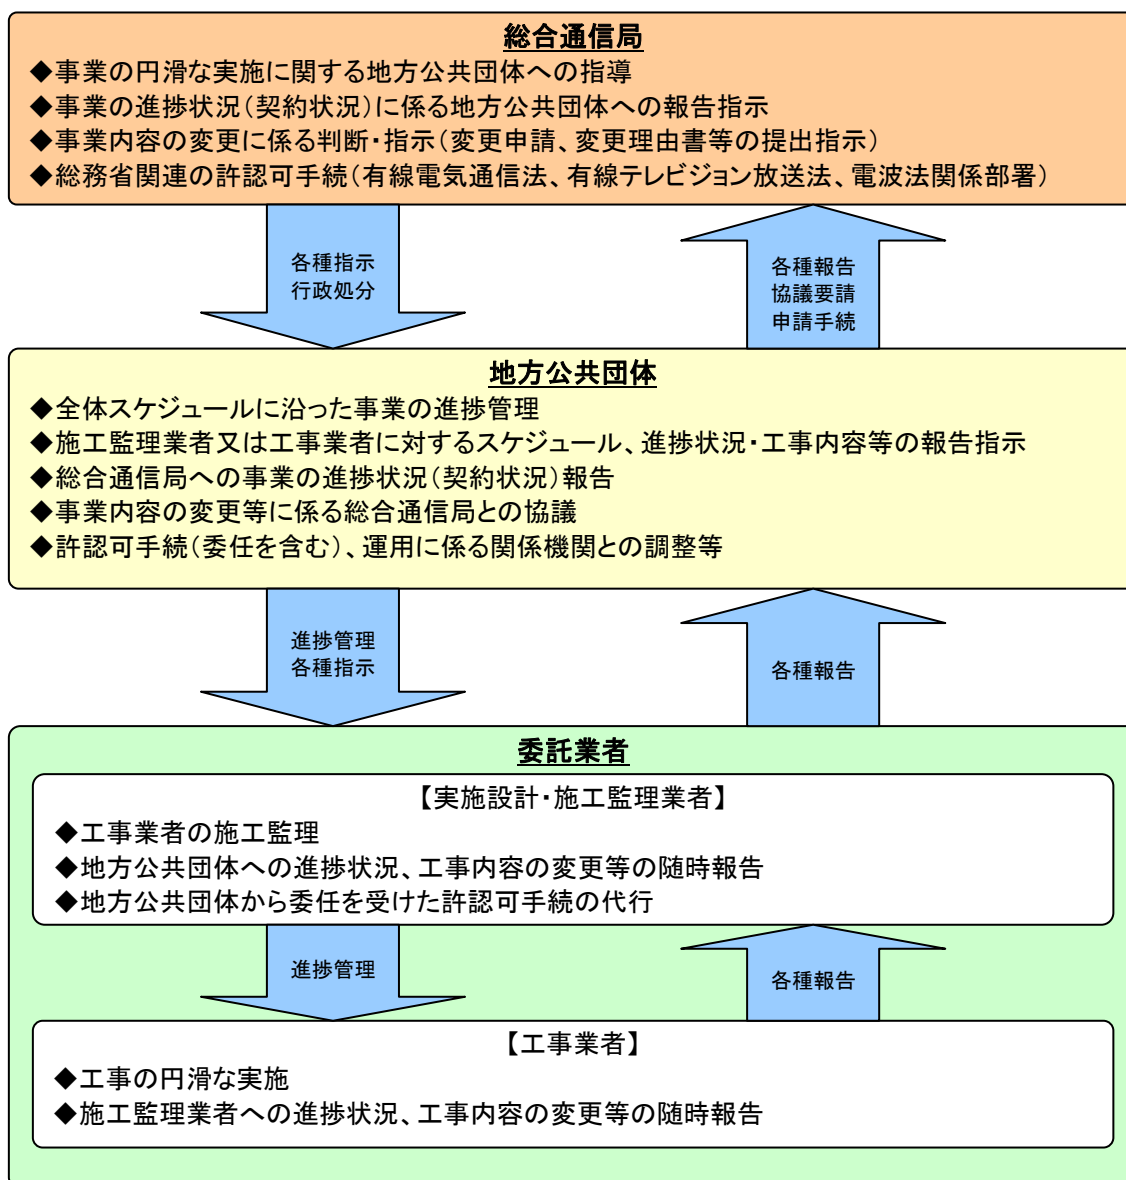 総合通信局
◆事業の円滑な実施に関する地方公共団体への指導
◆事業の進捗状況(契約状況)に係る地方公共団体への報告指示
◆事業内容の変更に係る判断・指示(変更申請、変更理由書等の提出指示)
◆総務省関連の許認可手続(有線電気通信法、有線テレビジョン放送法、電波法関係部署)
各種指示
行政処分
各種報告
協議要請
申請手続
地方公共団体
◆全体スケジュールに沿った事業の進捗管理
◆施工監理業者又は工事業者に対するスケジュール、進捗状況・工事内容等の報告指示
◆総合通信局への事業の進捗状況(契約状況)報告
◆事業内容の変更等に係る総合通信局との協議
◆許認可手続(委任を含む)、運用に係る関係機関との調整等
進捗管理
各種指示
各種報告
委託業者
【実施設計・施工監理業者】
◆工事業者の施工監理
◆地方公共団体への進捗状況、工事内容の変更等の随時報告
◆地方公共団体から委任を受けた許認可手続の代行
進捗管理
各種報告
【工事業者】
◆工事の円滑な実施
◆施工監理業者への進捗状況、工事内容の変更等の随時報告